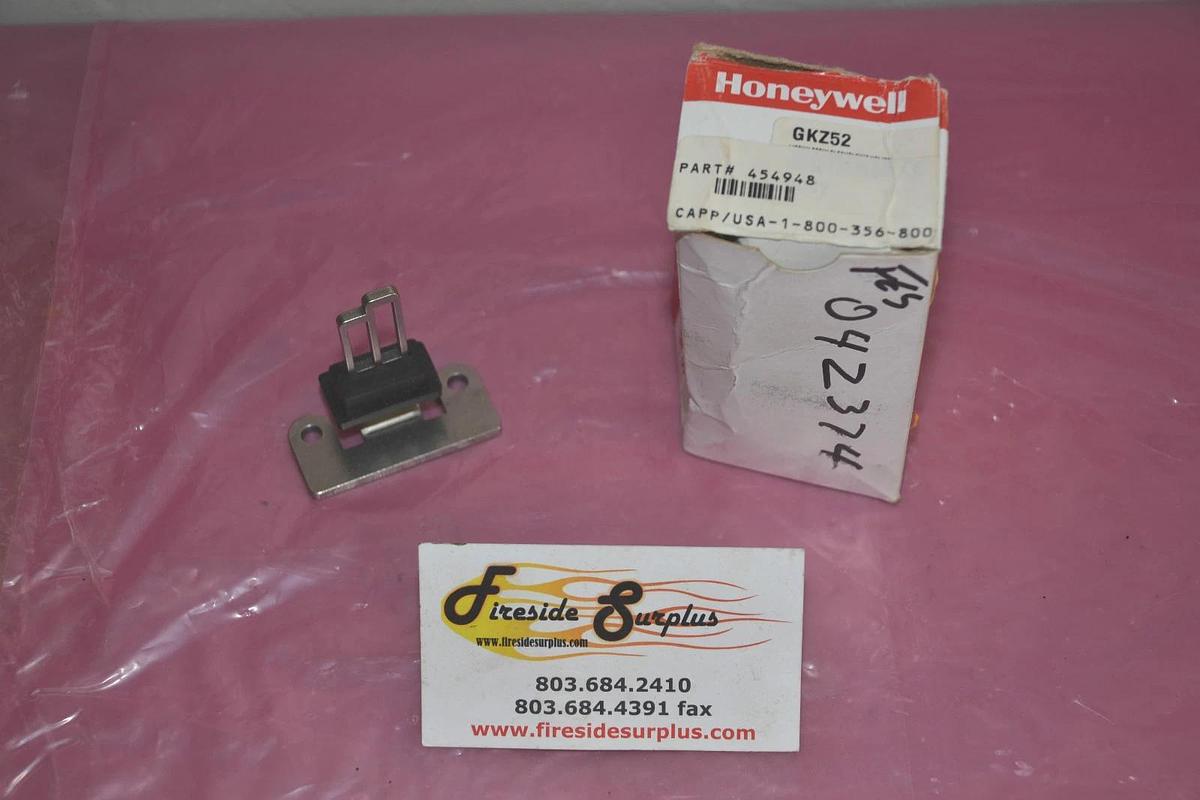 Honeywell
GKZ52
PART# 454948
CAPP/USA-1-800-356-800
042374
Fireside Surplus
www.firesidesurplus.com
803.684.2410
803.684.4391 fax
www.firesidesurplus.com